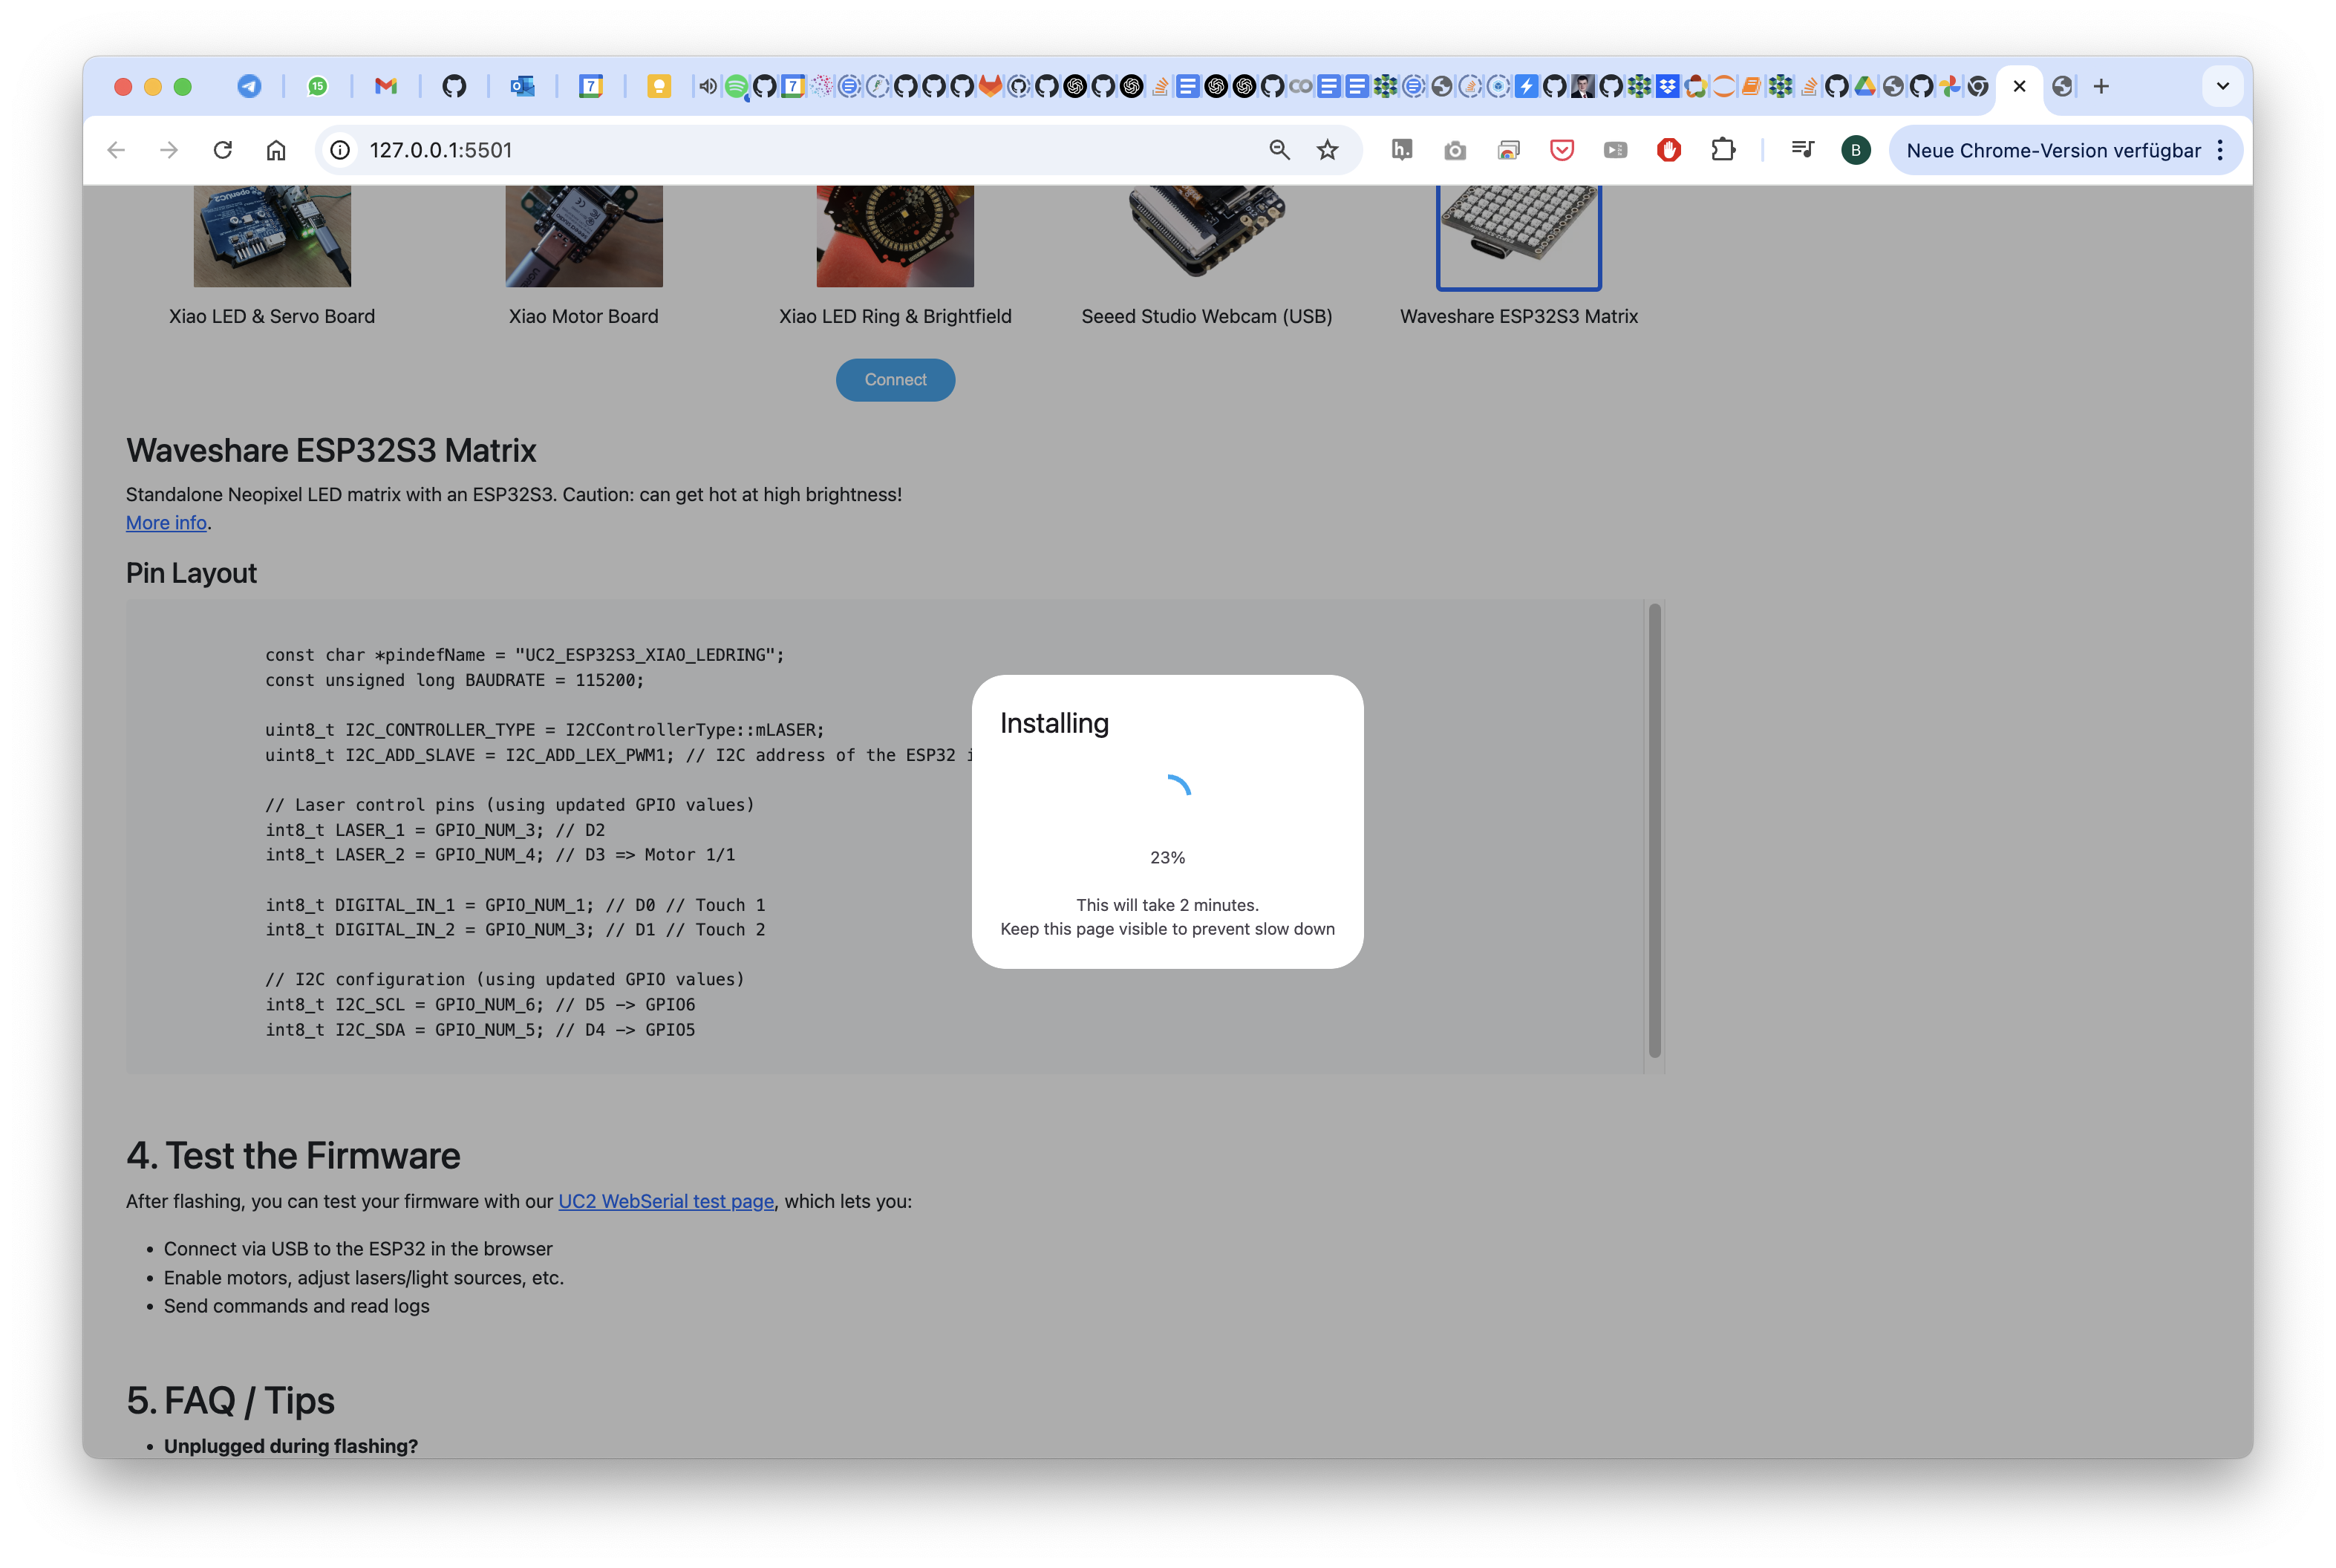 15
7
7
127.0.0.1:5501
h.
B
Neue Chrome-Version verfügbar
Xiao LED & Servo Board
Xiao Motor Board
Xiao LED Ring & Brightfield
Seeed Studio Webcam (USB)
Waveshare ESP32S3 Matrix
Connect
Waveshare ESP32S3 Matrix
Standalone Neopixel LED matrix with an ESP32S3. Caution: can get hot at high brightness!
More info.
Pin Layout
const char *pindefName = "UC2_ESP32S3_XIAO_LEDRING";
const unsigned long BAUDRATE = 115200;
uint8_t I2C_CONTROLLER_TYPE = I2CControllerType::mLASER;
uint8_t I2C_ADD_SLAVE = I2C_ADD_LEX_PWM1; // I2C address of the ESP32 i
// Laser control pins (using updated GPIO values)
int8_t LASER_1 = GPIO_NUM_3; // D2
int8_t LASER_2 = GPIO_NUM_4; // D3 => Motor 1/1
int8_t DIGITAL_IN_1 = GPIO_NUM_1; // D0 // Touch 1
int8_t DIGITAL_IN_2 = GPIO_NUM_3; // D1 // Touch 2
// I2C configuration (using updated GPIO values)
int8_t I2C_SCL = GPIO_NUM_6; // D5 -> GPIO6
int8_t I2C_SDA = GPIO_NUM_5; // D4 -> GPIO5
Installing
23%
This will take 2 minutes.
Keep this page visible to prevent slow down
4. Test the Firmware
After flashing, you can test your firmware with our UC2 WebSerial test page, which lets you:
• Connect via USB to the ESP32 in the browser
• Enable motors, adjust lasers/light sources, etc.
• Send commands and read logs
5. FAQ / Tips
• Unplugged during flashing?